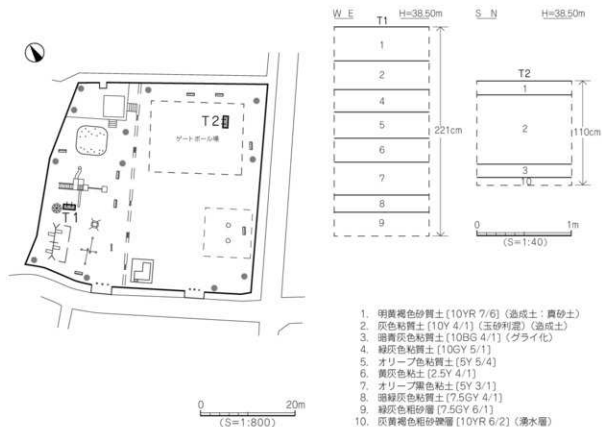 W E
H=38.50m
S N
H=38.50m
T1
1
2
4
5
6
7
8
9
221cm
T2
1
2
3
10
110cm
0 1m
(S=1:40)
T2
ゲートボール場
T1
0 20m
(S=1:800)
1. 明黄褐色砂質土 [10YR 7/6] (造成土：真砂土)
2. 灰色粘質土 [10Y 4/1] (玉砂利混) (造成土)
3. 暗青灰色粘質土 [10BG 4/1] (グライ化)
4. 緑灰色粘質土 [10GY 5/1]
5. オリーブ色粘質土 [5Y 5/4]
6. 黄灰色粘土 [2.5Y 4/1]
7. オリーブ黒色粘土 [5Y 3/1]
8. 暗緑灰色粘質土 [7.5GY 4/1]
9. 緑灰色粗砂層 [7.5GY 6/1]
10. 灰黄褐色粗砂礫層 [10YR 6/2] (湧水層)